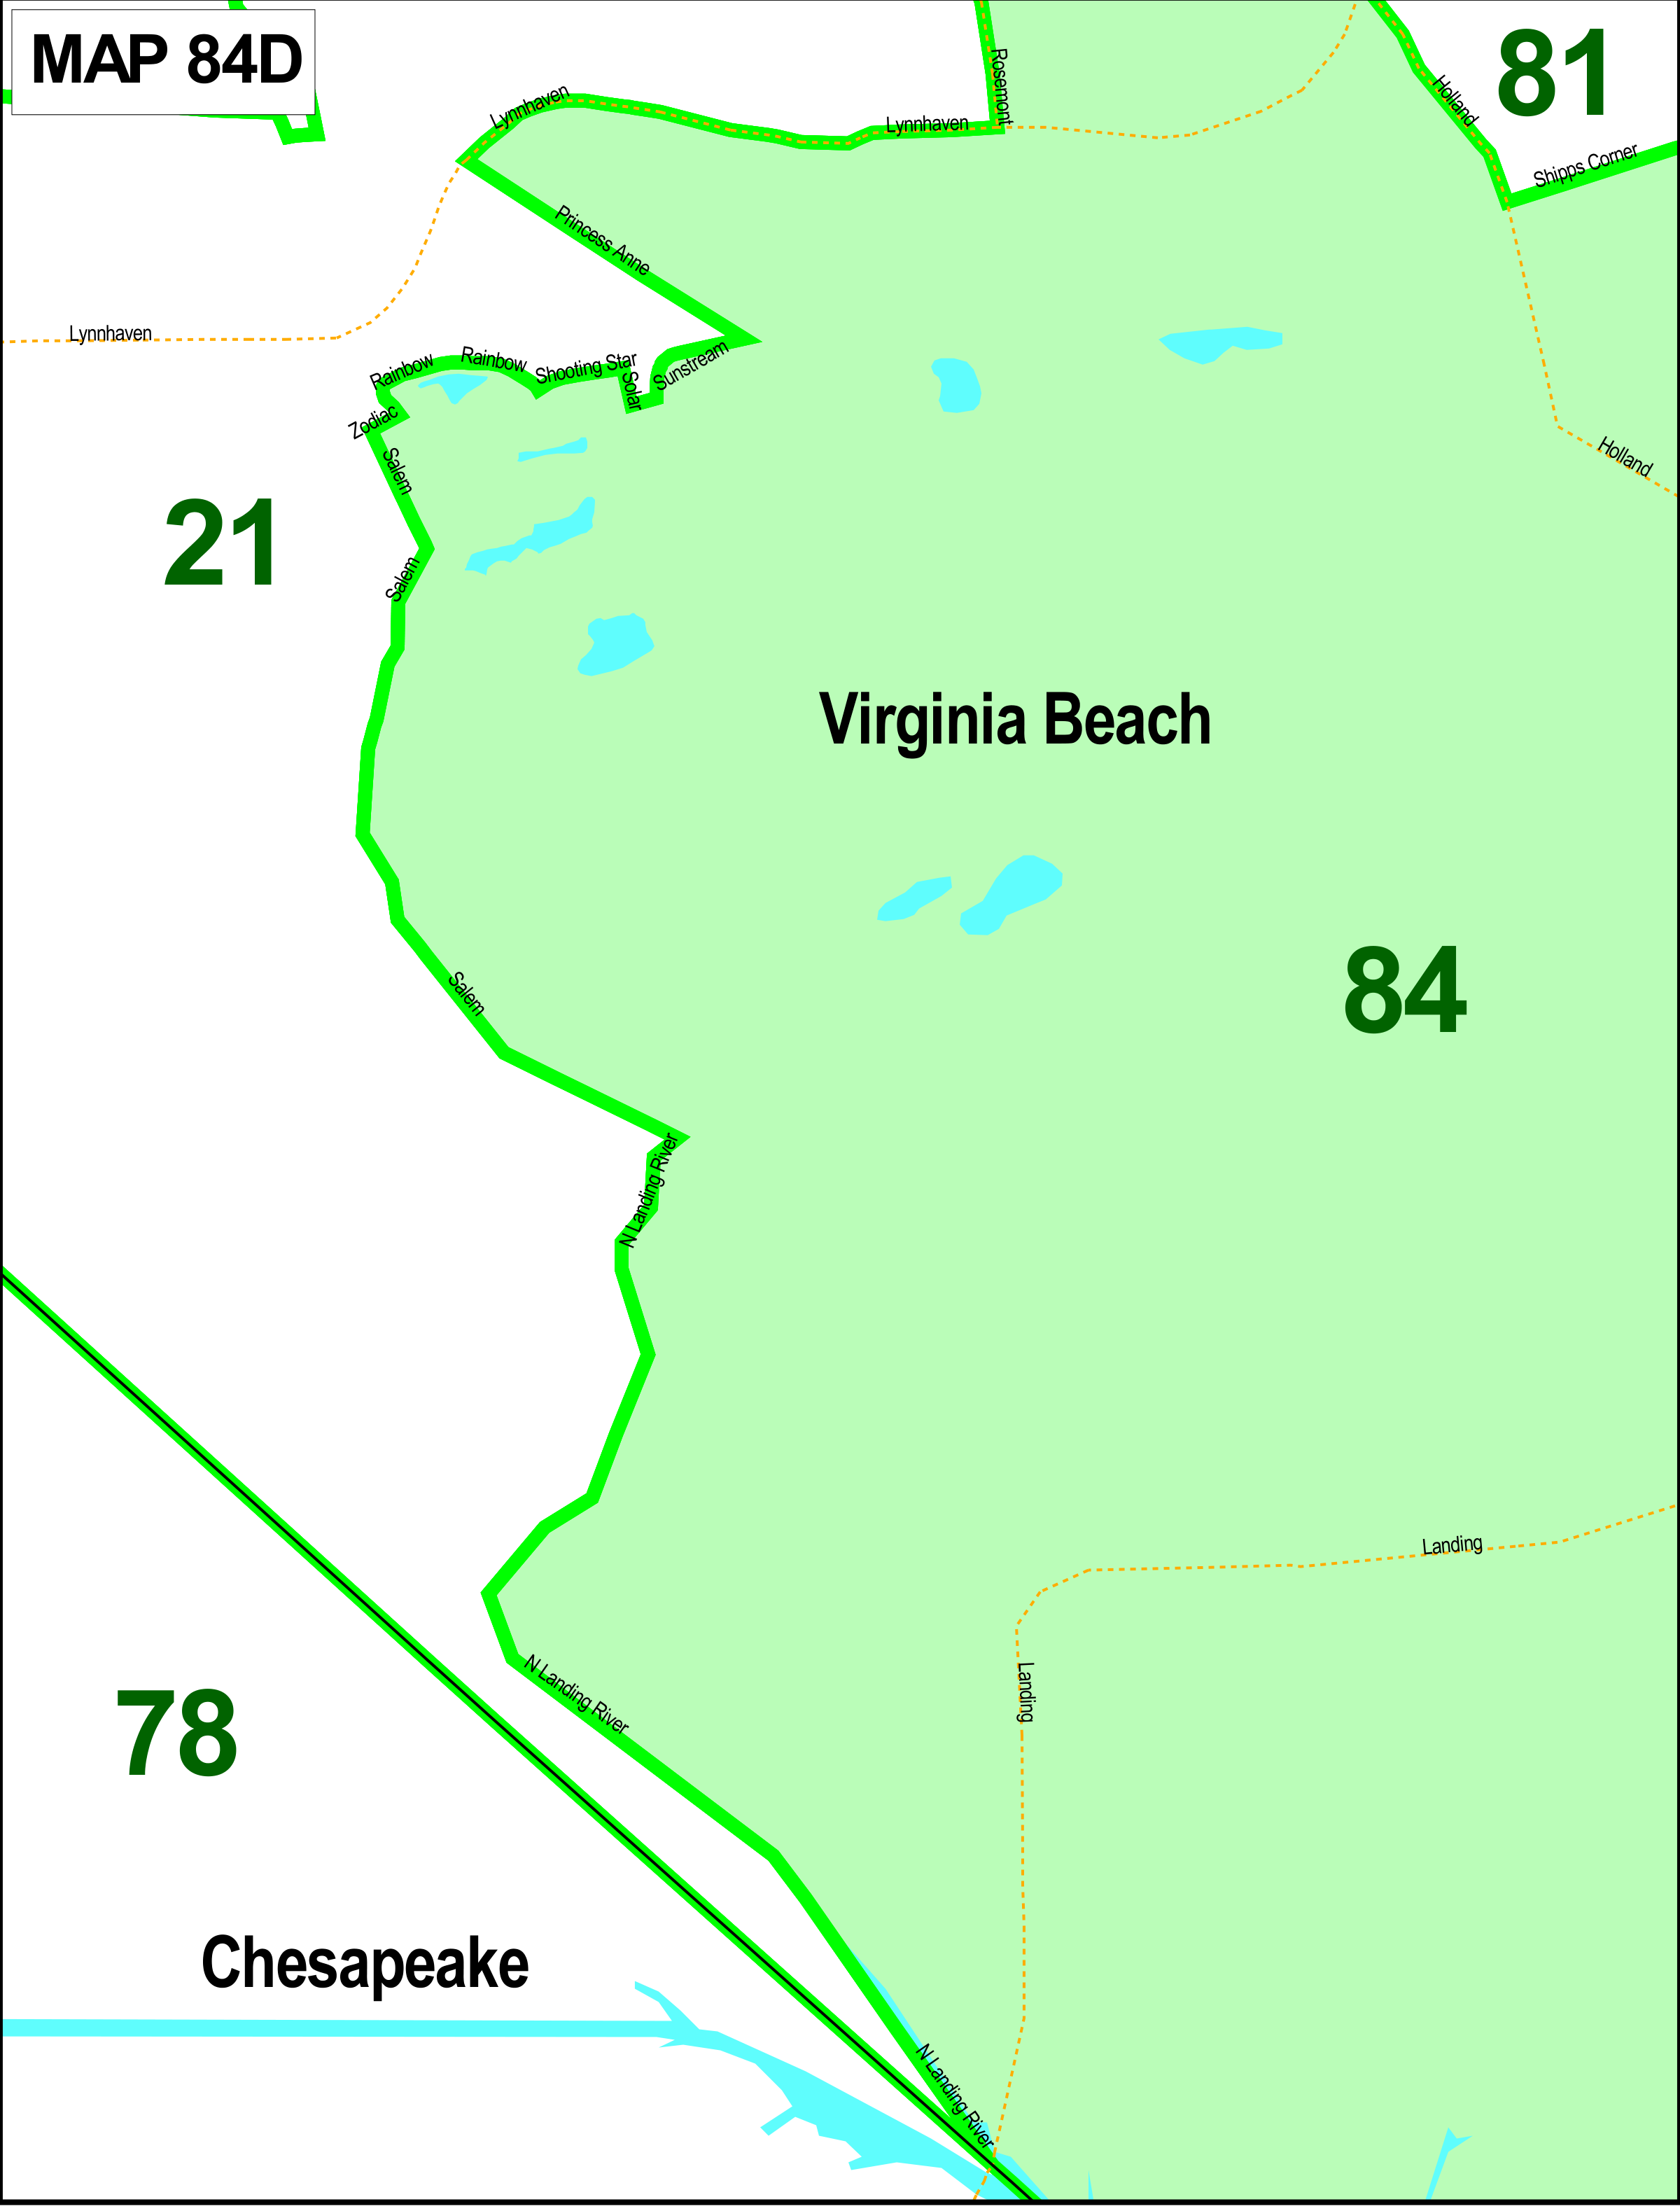 MAP 84D
81
Rosemont
Holland
Lynnhaven
Lynnhaven
Shipps Corner
Princess Anne
Lynnhaven
Rainbow
Rainbow
Shooting Star
Solar
Sunstream
Zodiac
Salem
Holland
21
Salem
Virginia Beach
84
Salem
N Landing River
Landing
Landing
N Landing River
78
Chesapeake
N Landing River